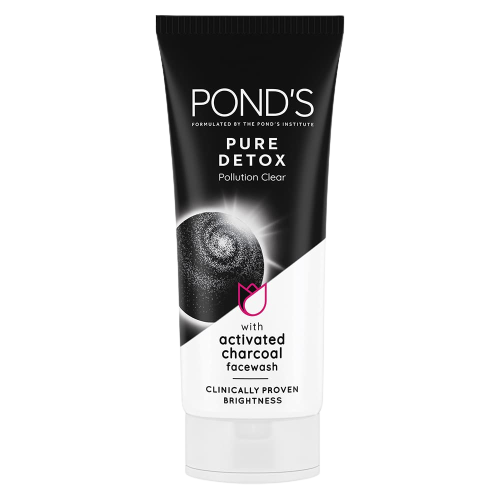 POND'S
FORMULATED BY THE POND'S INSTITUTE
PURE
DETOX
Pollution Clear
with
activated
charcoal
facewash
CLINICALLY PROVEN
BRIGHTNESS